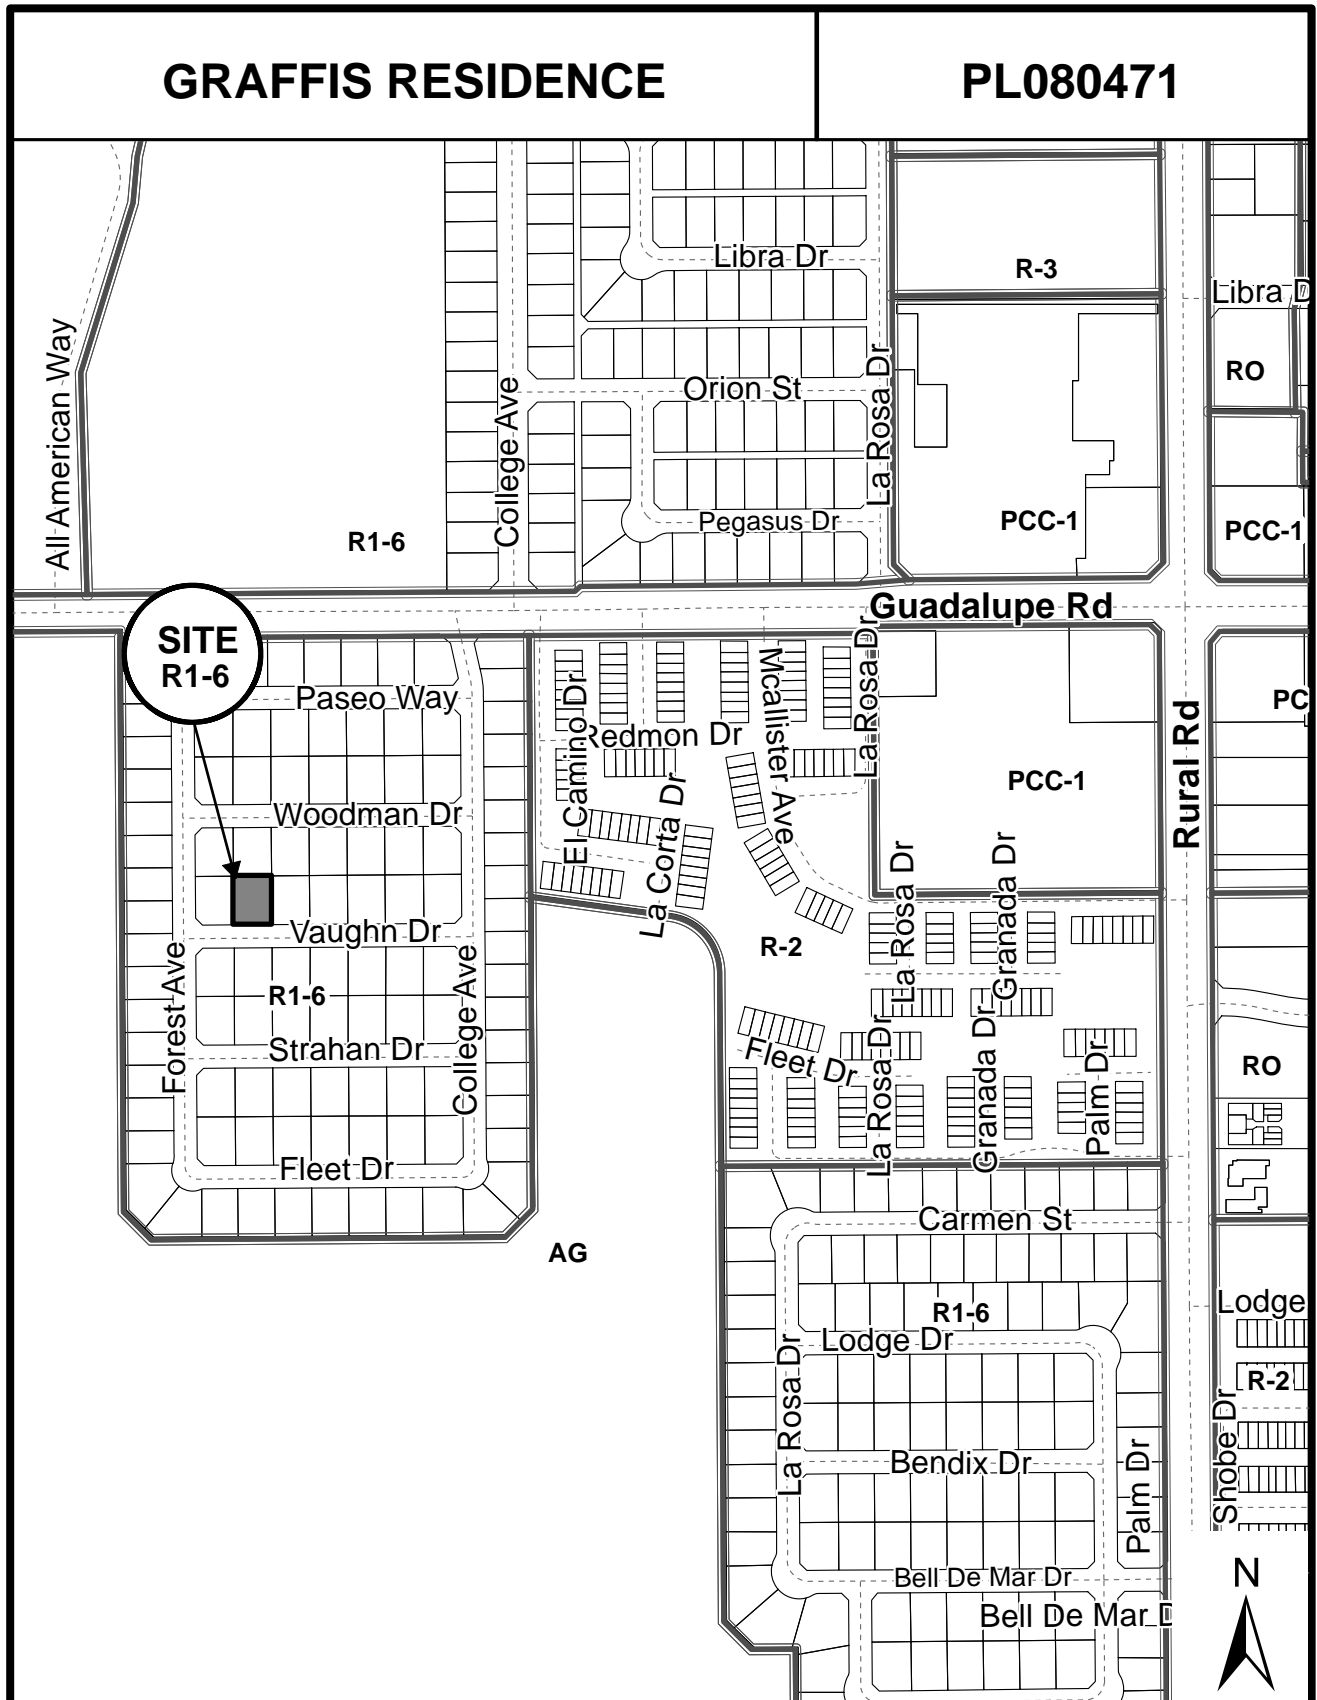 GRAFFIS RESIDENCE
PL080471
Libra Dr
R-3
Libra D
All-American Way
RO
Orion St
La Rosa Dr
College Ave
Pegasus Dr
PCC-1
PCC-1
R1-6
Guadalupe Rd
SITE
R1-6
Paseo Way
Mcallister Ave
La Rosa Dr
El Camino Dr
Redmon Dr
PC
Rural Rd
PCC-1
Woodman Dr
La Corta Dr
La Rosa Dr
Granada Dr
Vaughn Dr
R-2
Forest Ave
R1-6
College Ave
Strahan Dr
Fleet Dr
La Rosa Dr
Granada Dr
Palm Dr
RO
Fleet Dr
Carmen St
AG
R1-6
Lodge
Lodge Dr
La Rosa Dr
R-2
Shobe Dr
Bendix Dr
Palm Dr
Bell De Mar Dr
N
Bell De Mar D